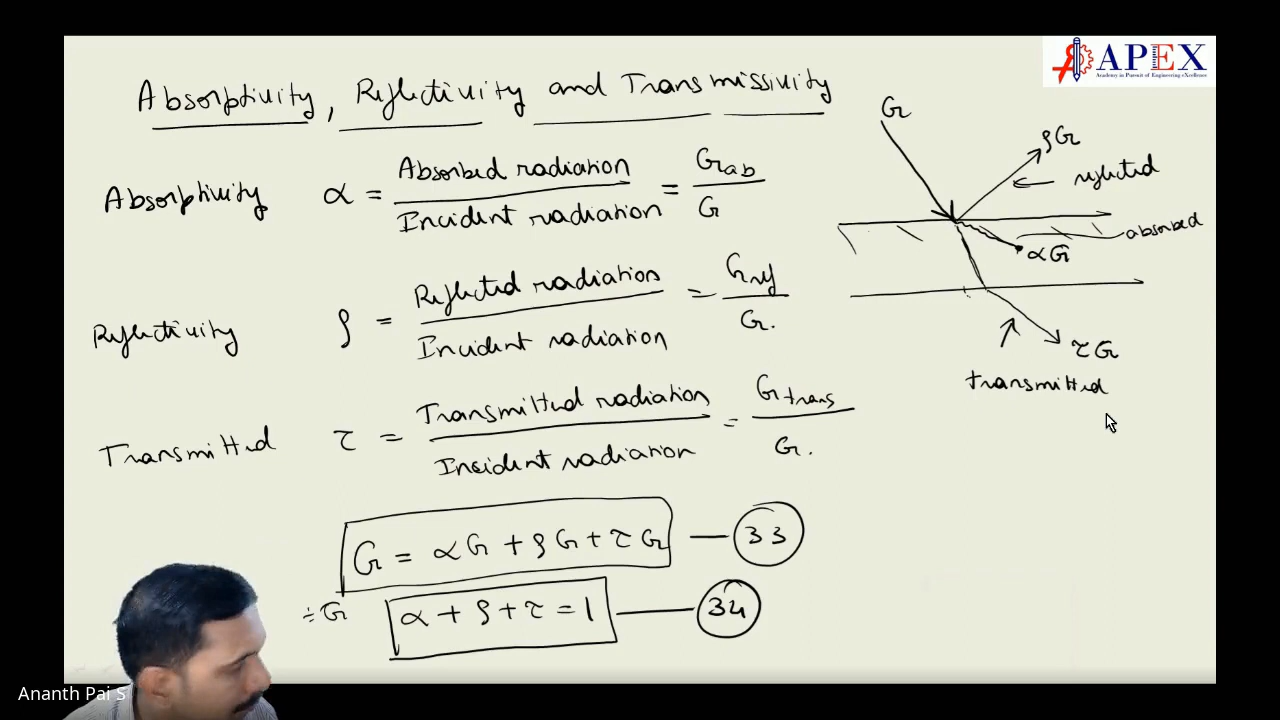 APEX
Academy in Pursuit of Engineering eXcellence
Absorptivity, Reflectivity and Transmissivity
Absorptivity α = Absorbed radiation / Incident radiation = Gab / G
Reflectivity ρ = Reflected radiation / Incident radiation = Gref / G.
Transmitted τ = Transmitted radiation / Incident radiation = Gtrans / G.
G = αG + ρG + τG — 33
÷G α + ρ + τ = 1 — 34
G
ρG
reflected
absorbed
αG
τG
transmitted
Ananth Pai S